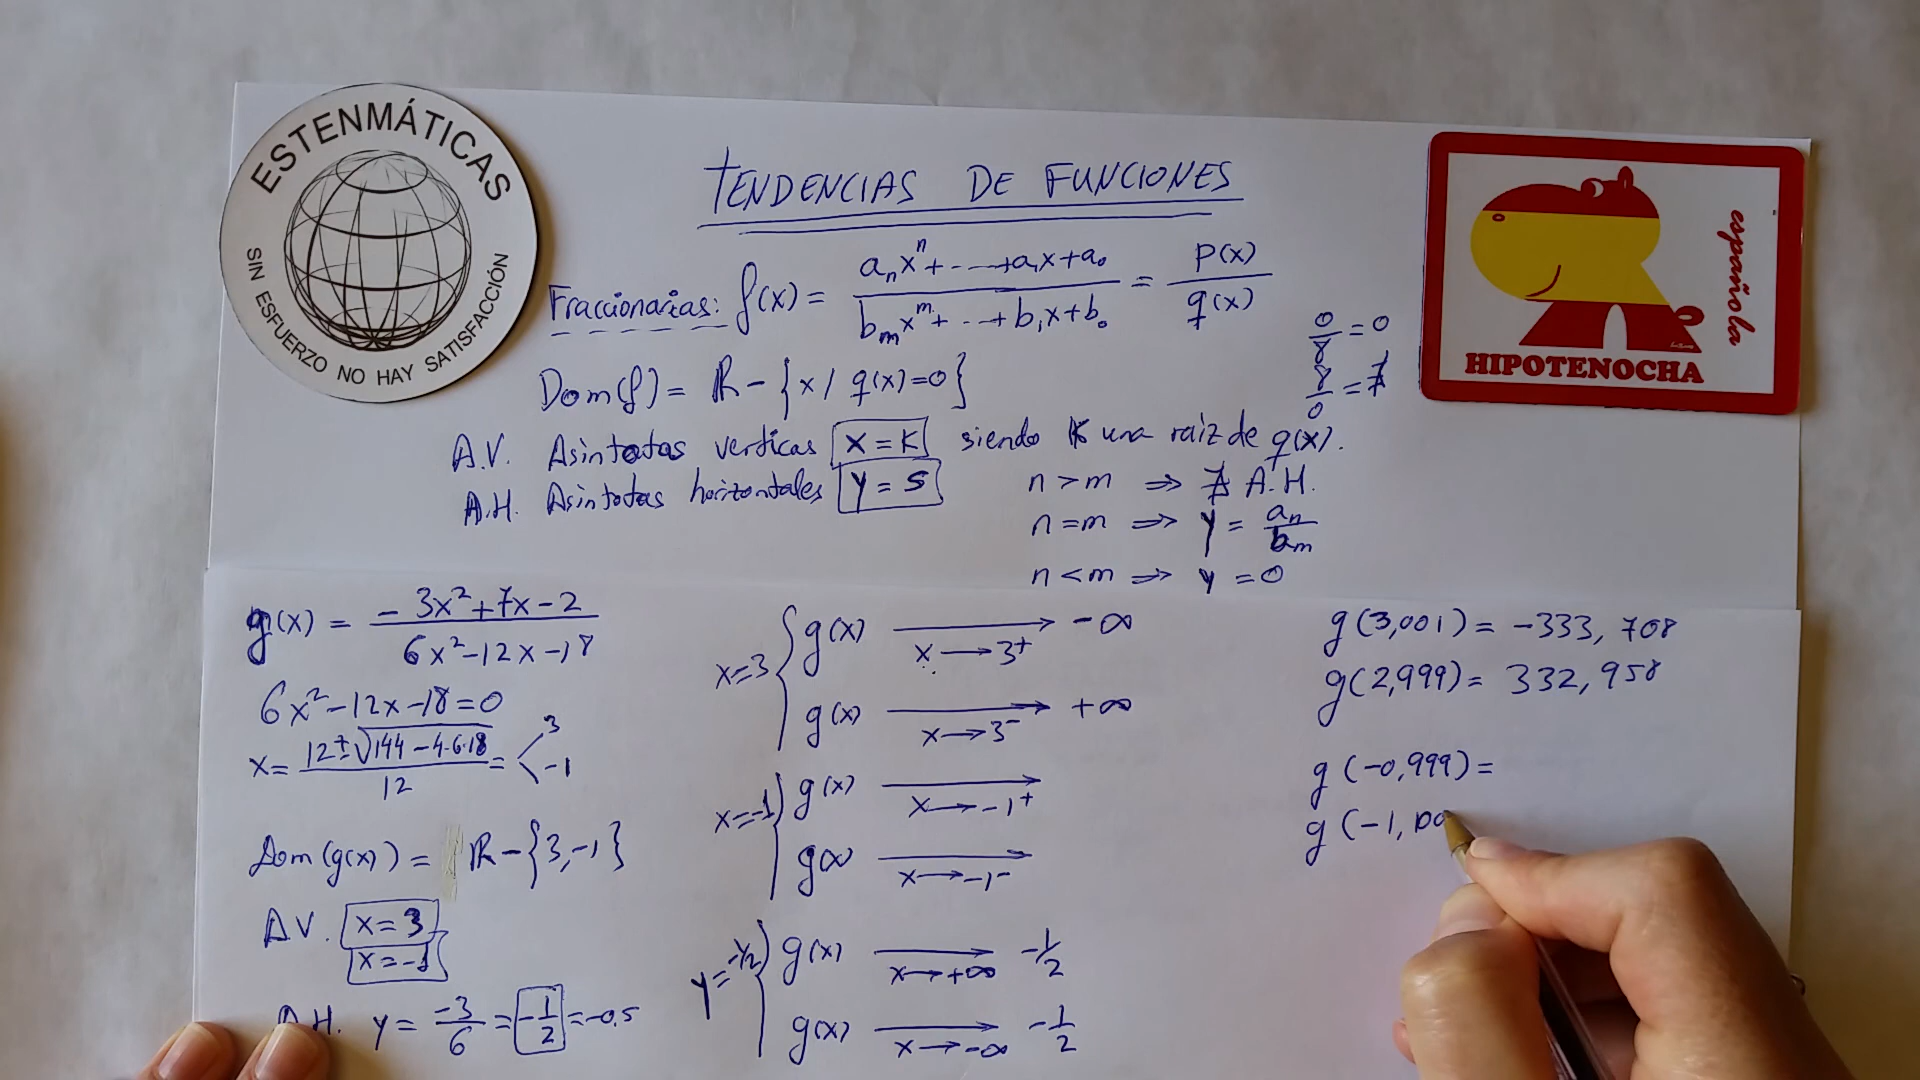 ESTENMÁTICAS
SIN ESFUERZO NO HAY SATISFACCIÓN
TENDENCIAS DE FUNCIONES
española
HIPOTENOCHA
Fraccionarias: f(x) = (aₙxⁿ + ---+a₁x+a₀)/(bₘxᵐ + --+ b₁x+b₀) = P(x)/q(x)
0/8 = 0
8/0 = ∄
Dom(f) = ℝ - {x / q(x)=0}
A.V. Asintotas verticas x = K siendo K una raiz de q(x).
A.H. Asintotas horizontales y = s
n > m ⇒ ∄ A.H.
n = m ⇒ y = aₙ/bₘ
n < m ⇒ y = 0
g(x) = (-3x²+7x-2)/(6x²-12x-18)
6x²-12x-18=0
x = (12±√(144-4·6·18))/12 = < 3 -1
Dom(g(x)) = ℝ - {3,-1}
A.V. x = 3
x = -1
A.H. y = -3/6 = -1/2 = -0,5
x=3 { g(x) ⟶ -∞
x ⟶ 3⁺
g(x) ⟶ +∞
x ⟶ 3⁻
x=-1 { g(x) ⟶
x ⟶ -1⁺
g(x) ⟶
x ⟶ -1⁻
y=-1/2 { g(x) ⟶ -1/2
x ⟶ +∞
g(x) ⟶ -1/2
x ⟶ -∞
g(3,001) = -333,708
g(2,999) = 332,958
g(-0,999) =
g(-1,00